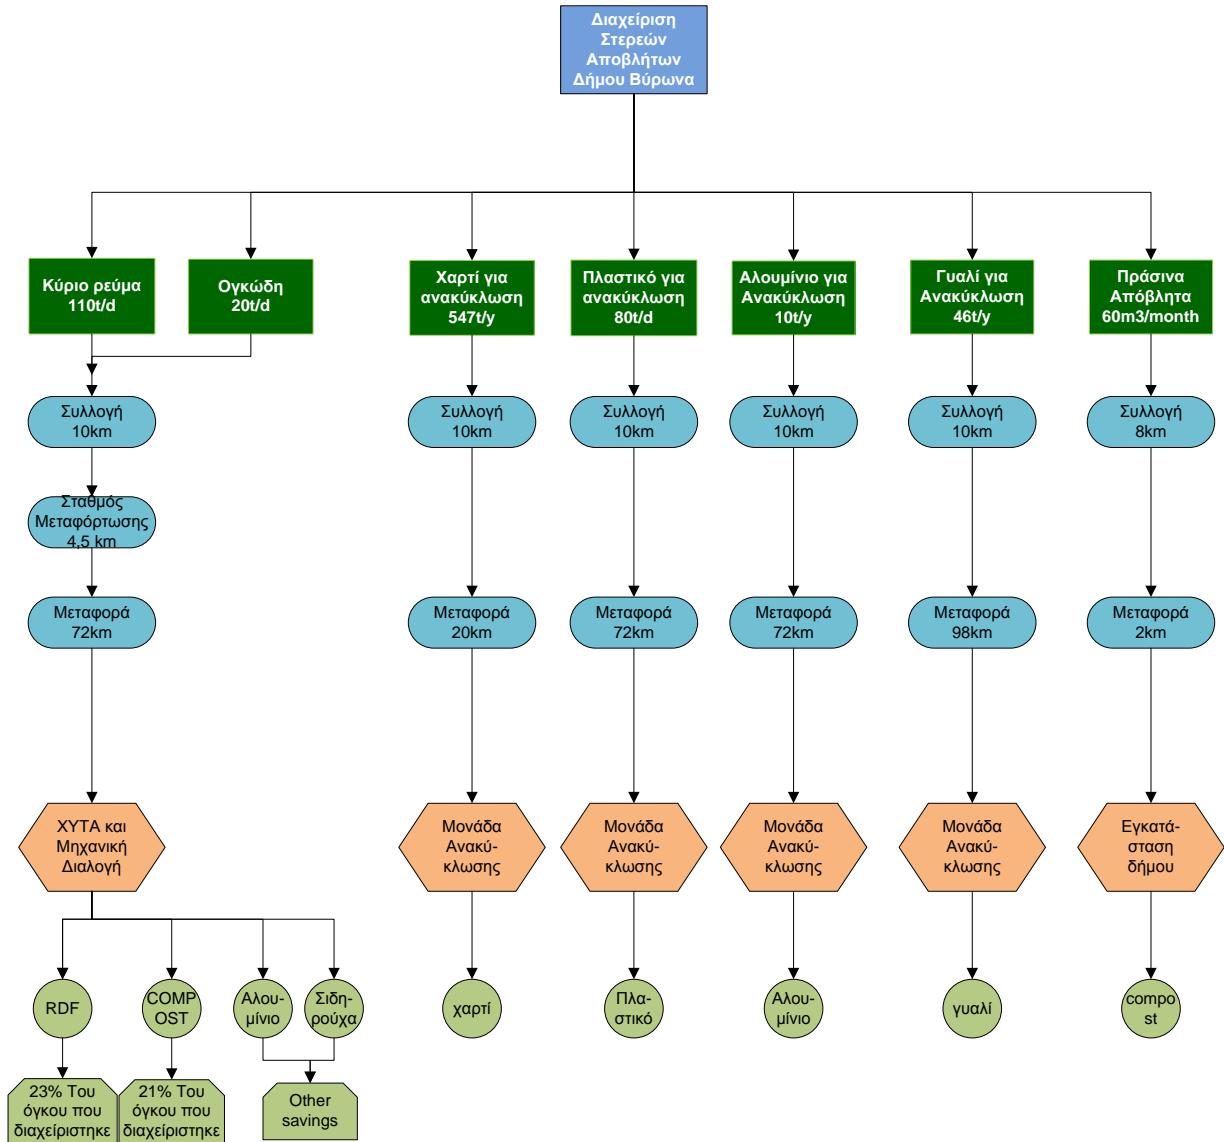 Διαχείριση
Στερεών
Αποβλήτων
Δήμου Βύρωνα
Κύριο ρεύμα
110t/d
Ογκώδη
20t/d
Χαρτί για
ανακύκλωση
547t/y
Πλαστικό για
ανακύκλωση
80t/d
Αλουμίνιο για
Ανακύκλωση
10t/y
Γυαλί για
Ανακύκλωση
46t/y
Πράσινα
Απόβλητα
60m3/month
Συλλογή
10km
Συλλογή
10km
Συλλογή
10km
Συλλογή
10km
Συλλογή
10km
Συλλογή
8km
Σταθμός
Μεταφόρτωσης
4,5 km
Μεταφορά
72km
Μεταφορά
20km
Μεταφορά
72km
Μεταφορά
72km
Μεταφορά
98km
Μεταφορά
2km
ΧΥΤΑ και
Μηχανική
Διαλογή
Μονάδα
Ανακύ-
κλωσης
Μονάδα
Ανακύ-
κλωσης
Μονάδα
Ανακύ-
κλωσης
Μονάδα
Ανακύ-
κλωσης
Εγκατά-
σταση
δήμου
RDF
COMP
OST
Αλου-
μίνιο
Σιδη-
ρούχα
χαρτί
Πλα-
στικό
Αλου-
μίνιο
γυαλί
compo
st
23% Του
όγκου που
διαχείριστηκε
21% Του
όγκου που
διαχείριστηκε
Other
savings